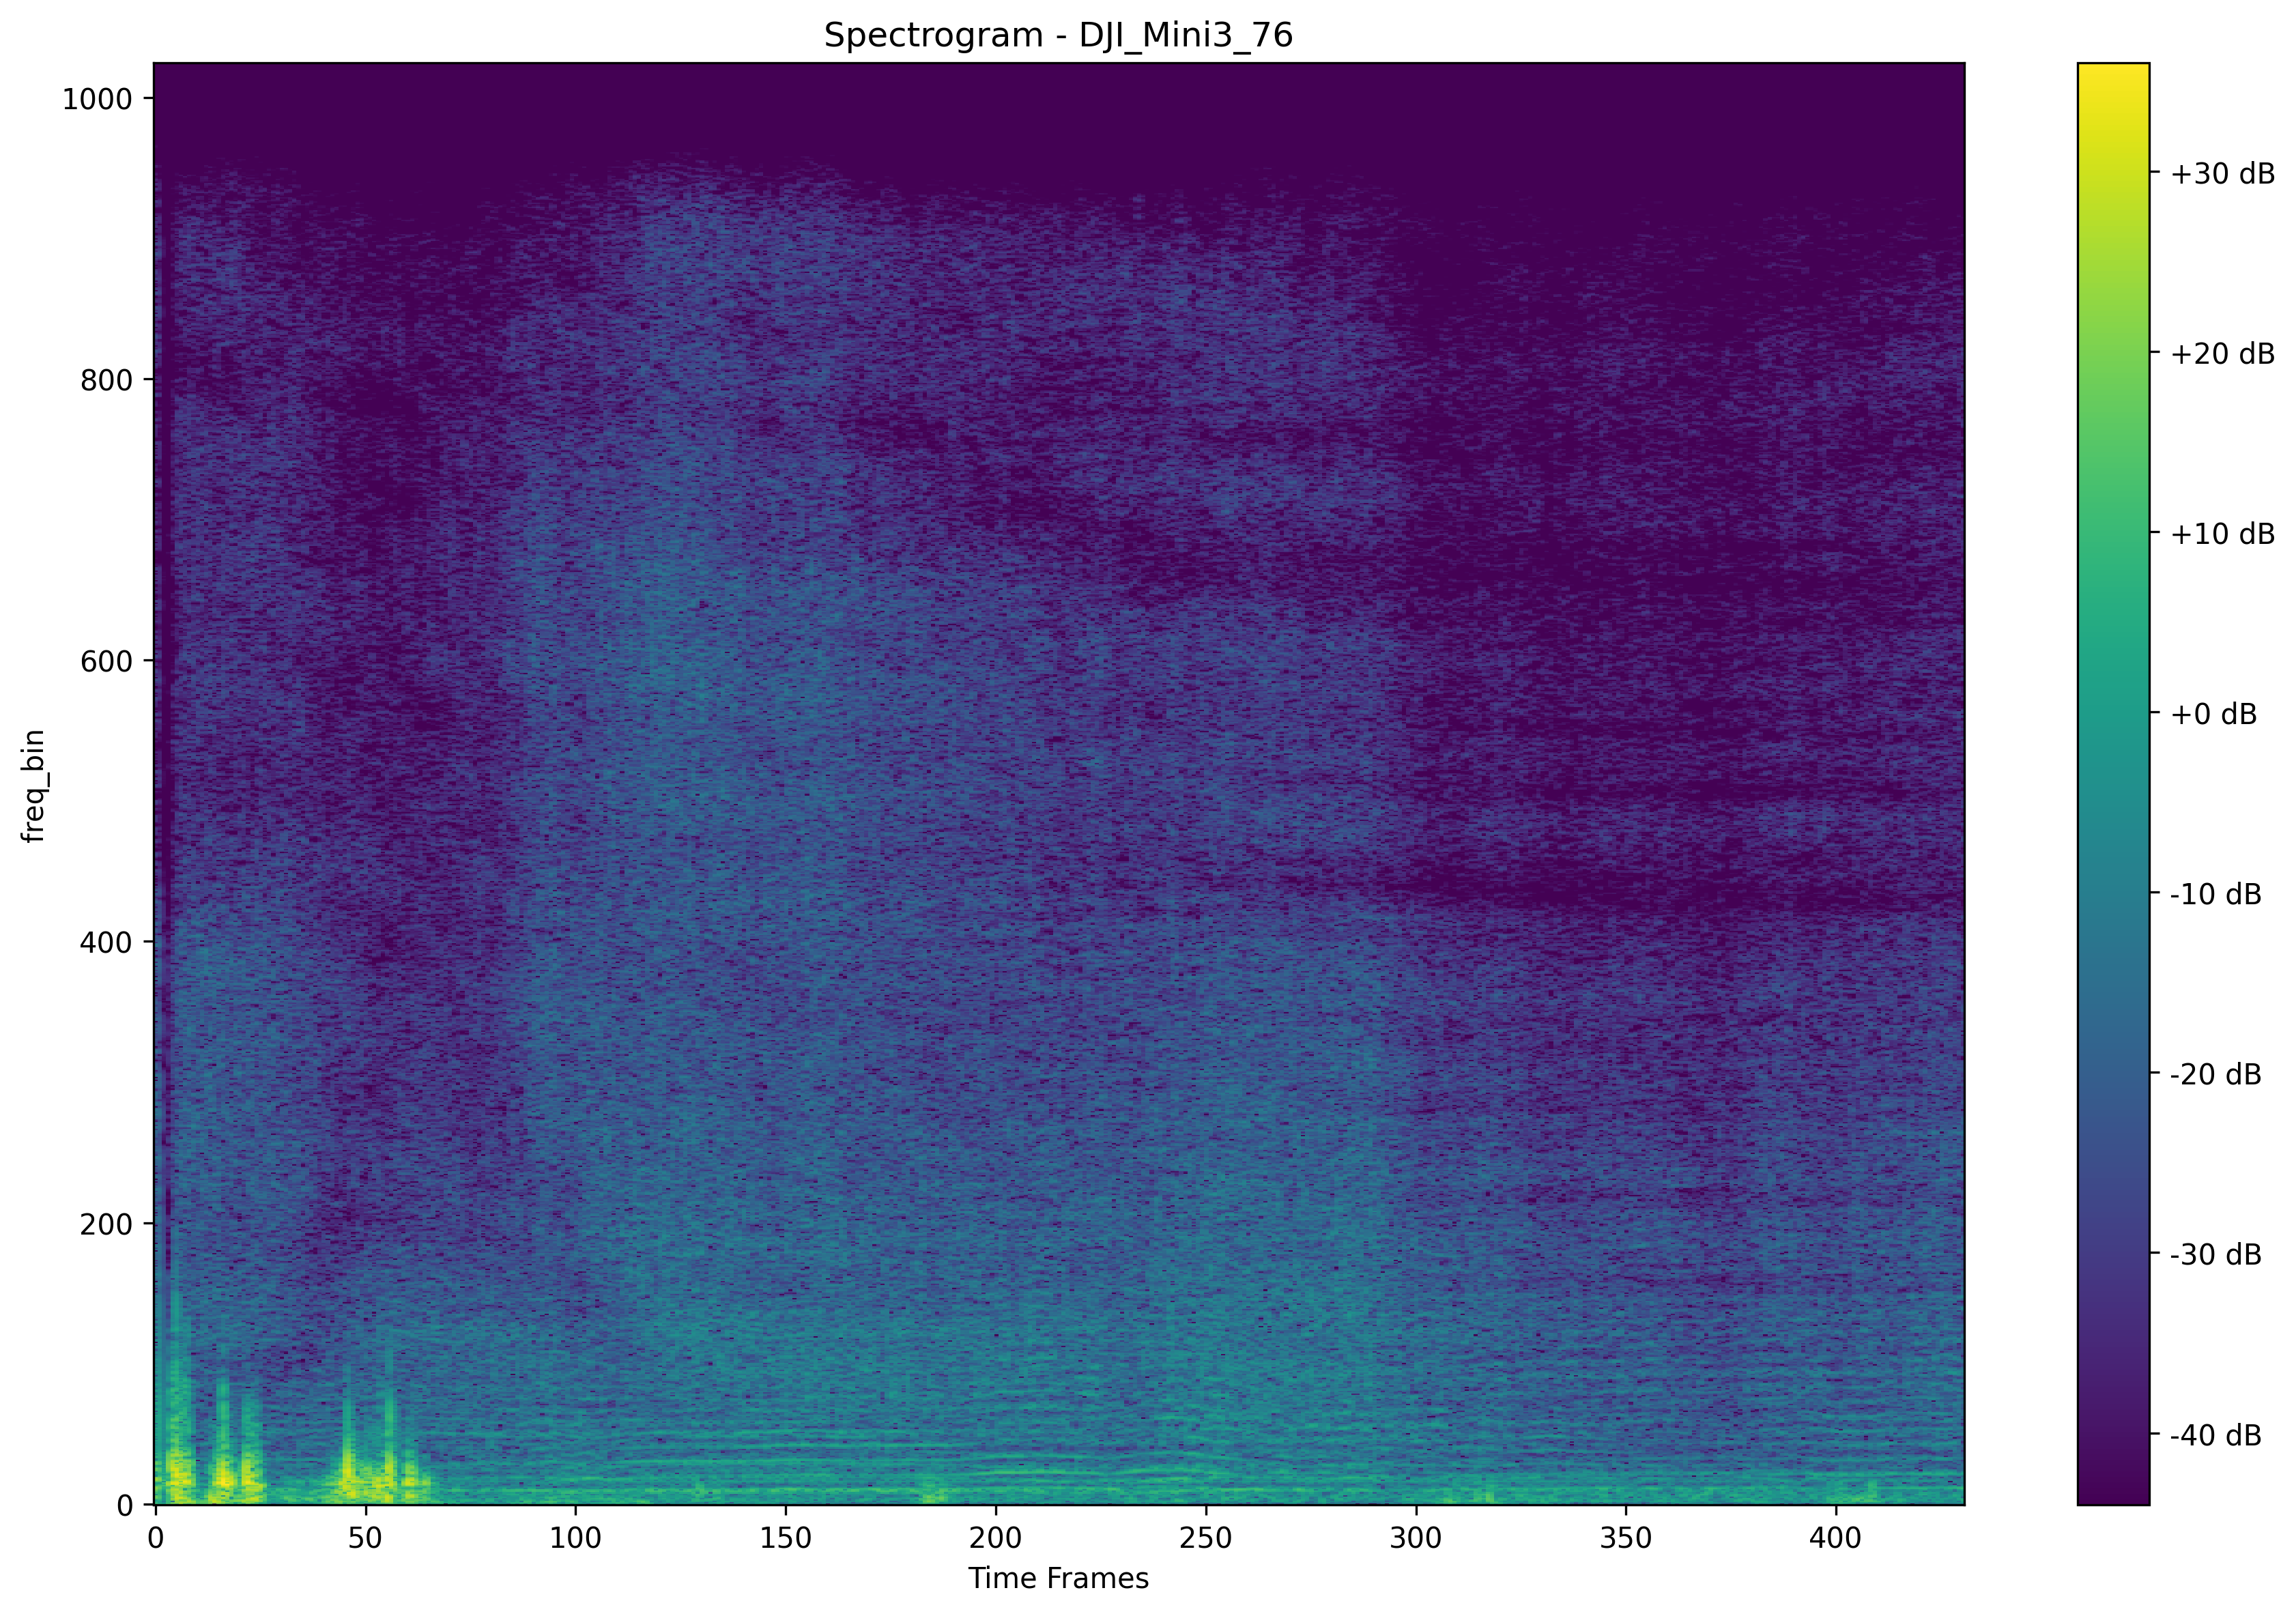 Spectrogram - DJI_Mini3_76
1000
800
600
400
200
0
freq_bin
0 50 100 150 200 250 300 350 400
Time Frames
+30 dB
+20 dB
+10 dB
+0 dB
-10 dB
-20 dB
-30 dB
-40 dB